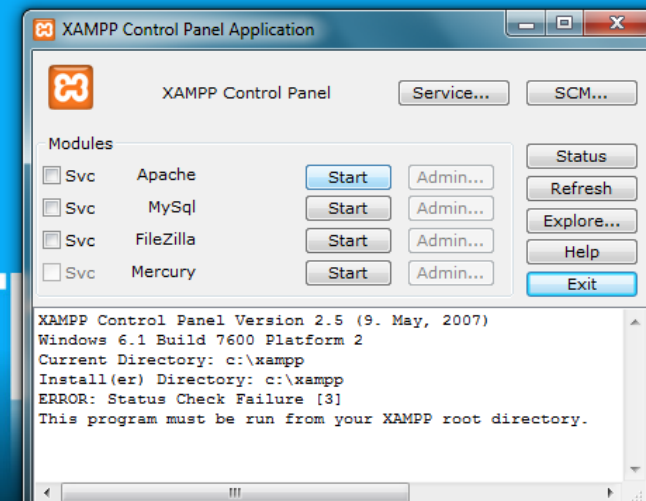 XAMPP Control Panel Application
XAMPP Control Panel Service... SCM...
Modules
Svc Apache Start Admin...
Svc MySql Start Admin...
Svc FileZilla Start Admin...
Svc Mercury Start Admin...
Status
Refresh
Explore...
Help
Exit
XAMPP Control Panel Version 2.5 (9. May, 2007)
Windows 6.1 Build 7600 Platform 2
Current Directory: c:\xampp
Install(er) Directory: c:\xampp
ERROR: Status Check Failure [3]
This program must be run from your XAMPP root directory.